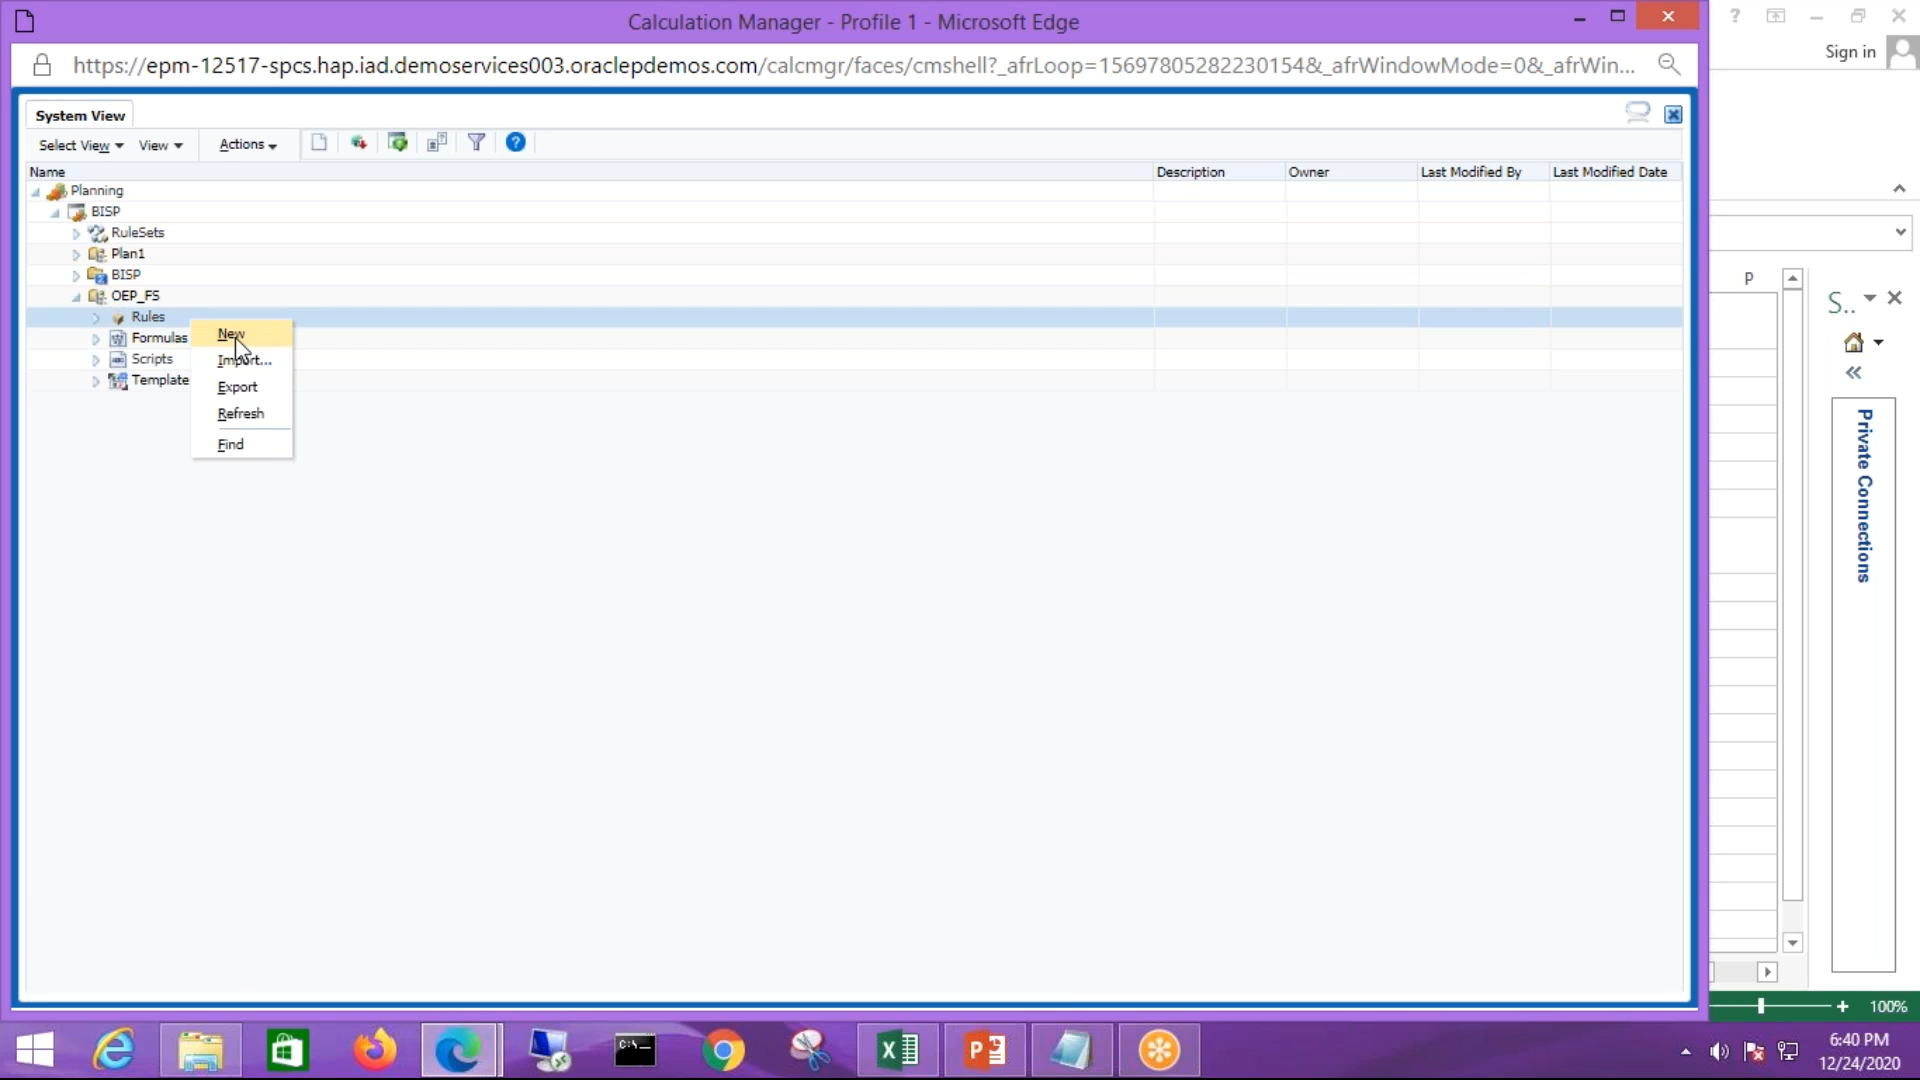 Calculation Manager - Profile 1 - Microsoft Edge
?
https://epm-12517-spcs.hap.iad.demoservices003.oraclepdemos.com/calcmgr/faces/cmshell?_afrLoop=15697805282230154&_afrWindowMode=0&_afrWin...
Sign in
System View
Select View View Actions
Name Description Owner Last Modified By Last Modified Date
Planning
BISP
RuleSets
Plan1
BISP
OEP_FS
Rules
Formulas
Scripts
Template
New
Import...
Export
Refresh
Find
P
S..
Private Connections
100%
6:40 PM
12/24/2020